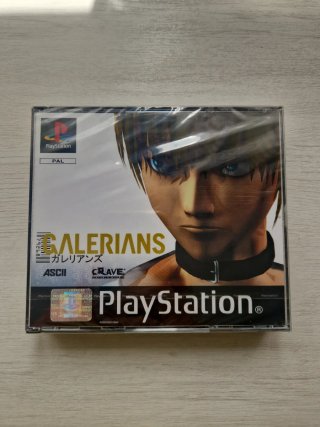 PlayStation
PAL
GALERIANS
ガレリアンズ
ASCII
CRAVE
PlayStation®